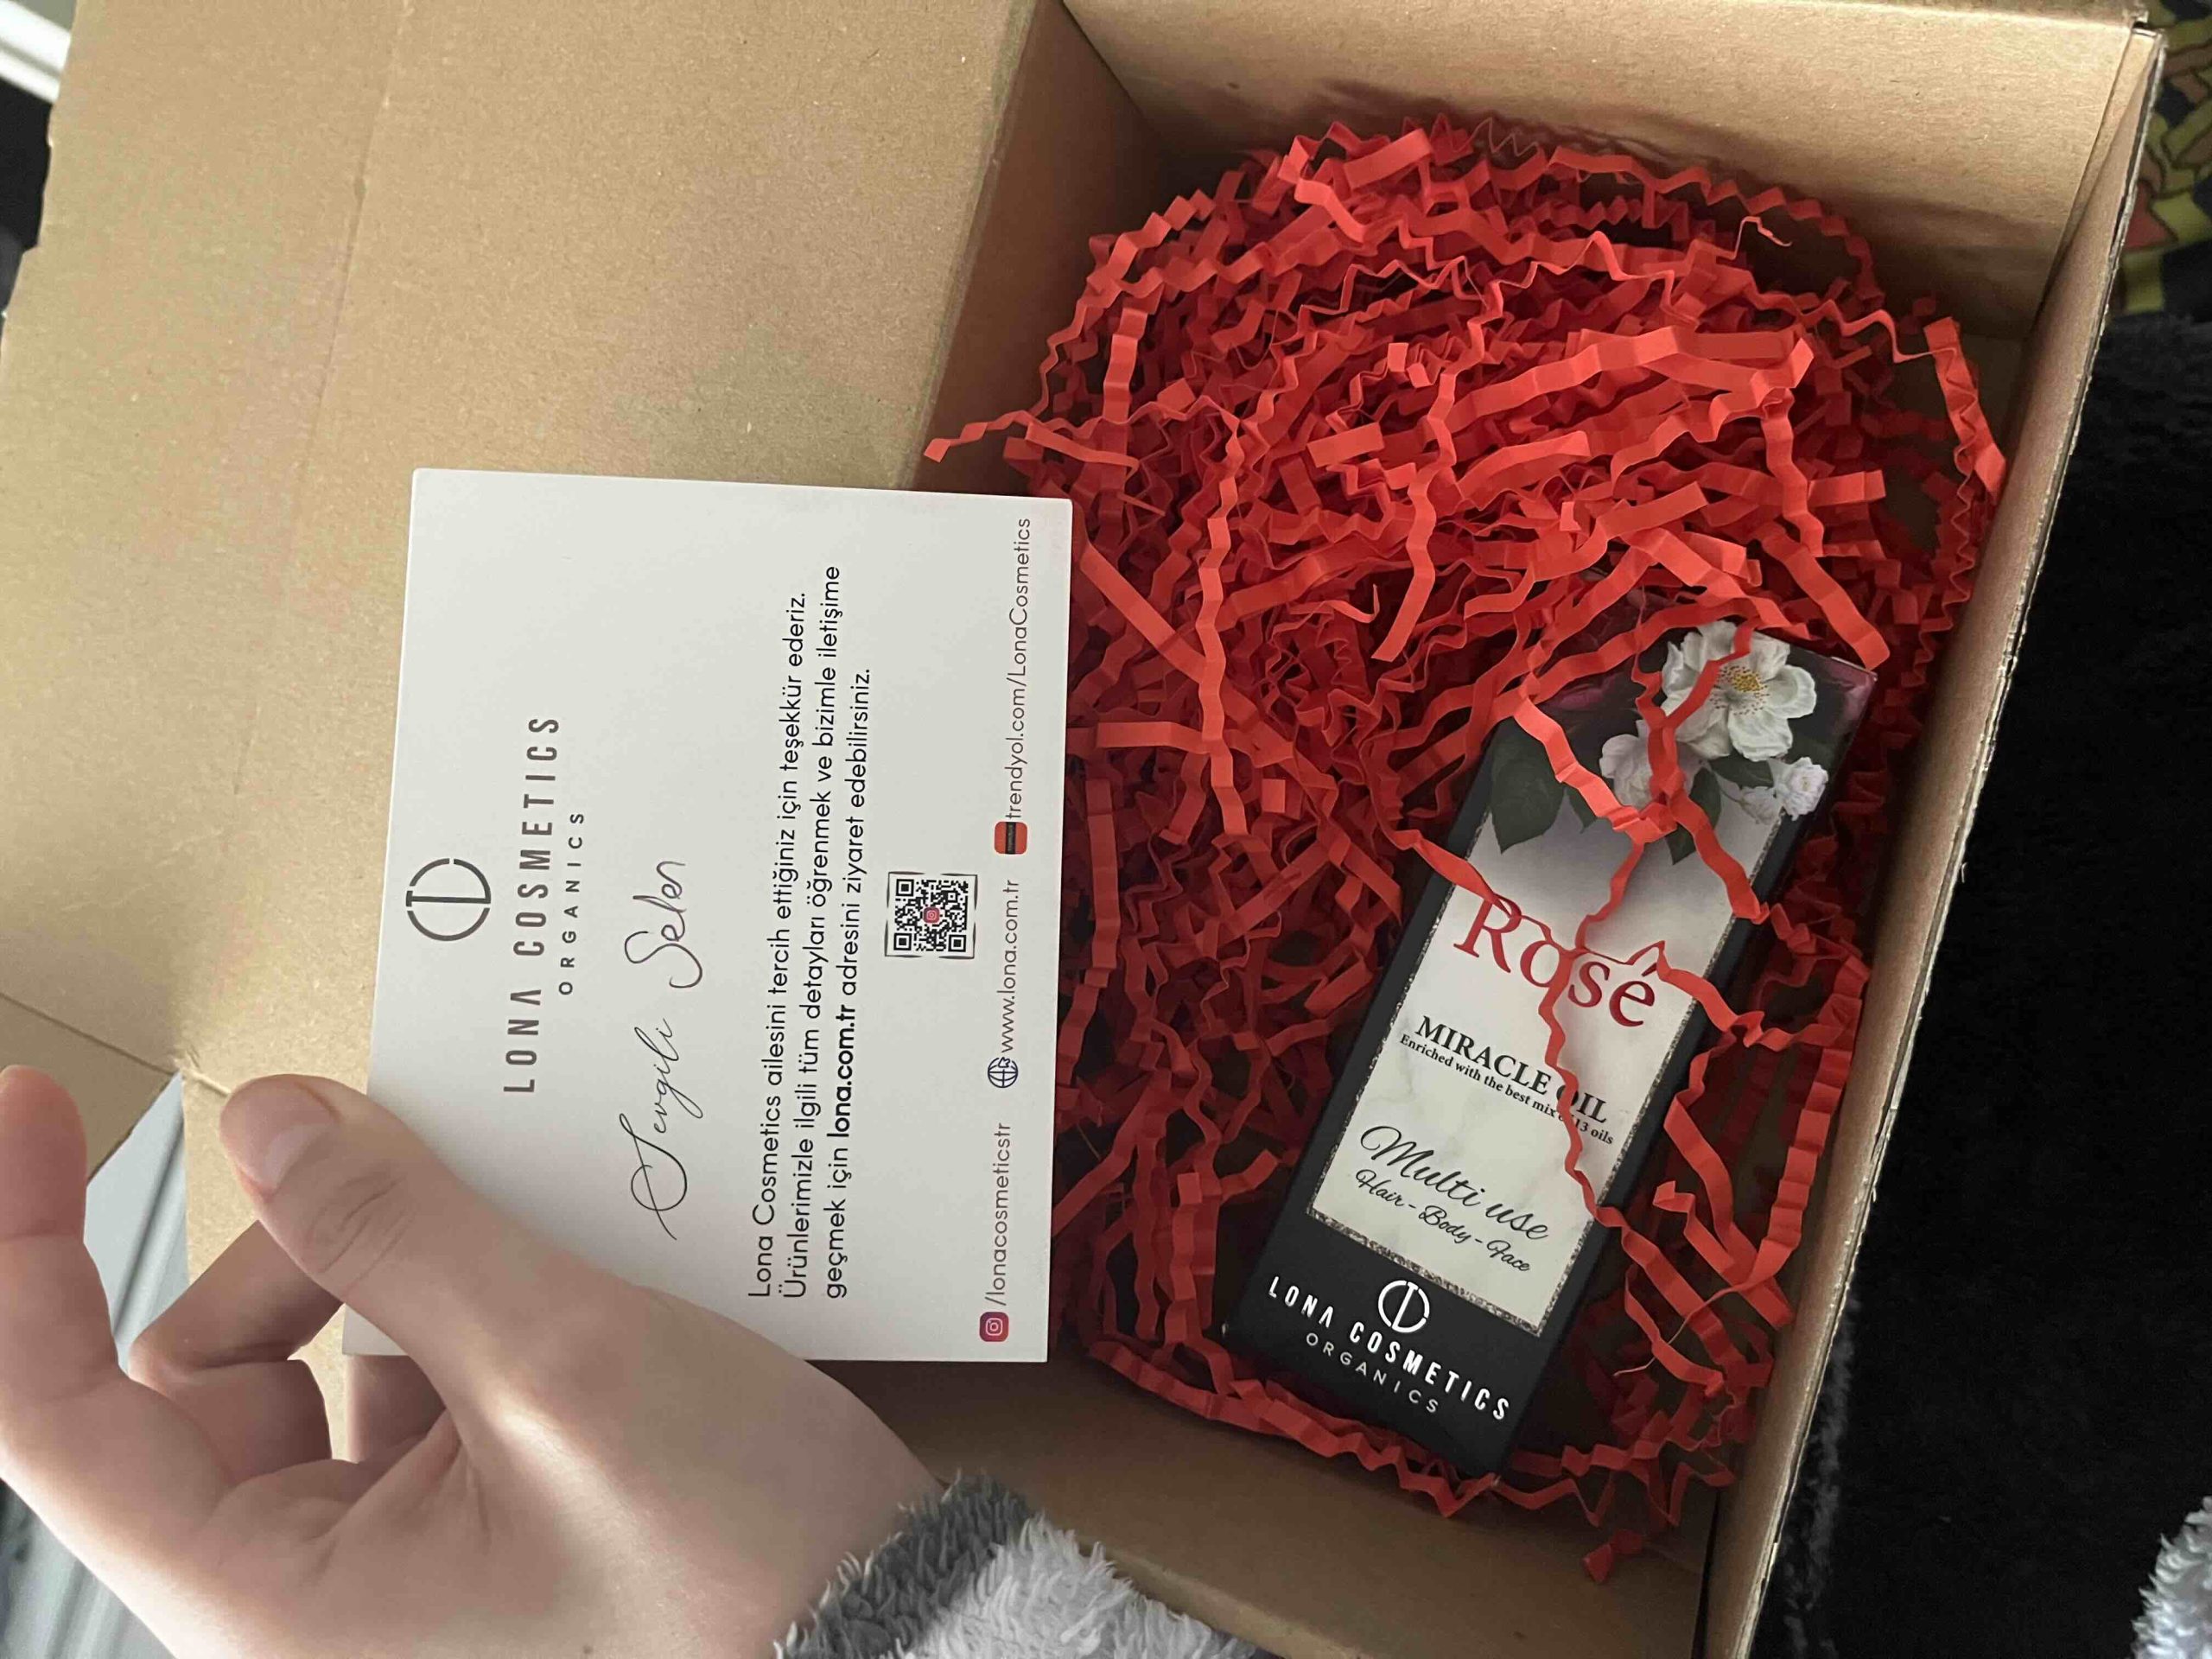 LONA COSMETICS
ORGANICS
Sevgili Selen
Lona Cosmetics ailesini tercih ettiğiniz için teşekkür ederiz.
Ürünlerimizle ilgili tüm detayları öğrenmek ve bizimle iletişime
geçmek için lona.com.tr adresini ziyaret edebilirsiniz.
/lonacosmeticstr www.lona.com.tr trendyol.com/LonaCosmetics
Rosé
MIRACLE OIL
Enriched with the best mix of 13 oils
Multi use
Hair - Body - Face
LONA COSMETICS
ORGANICS